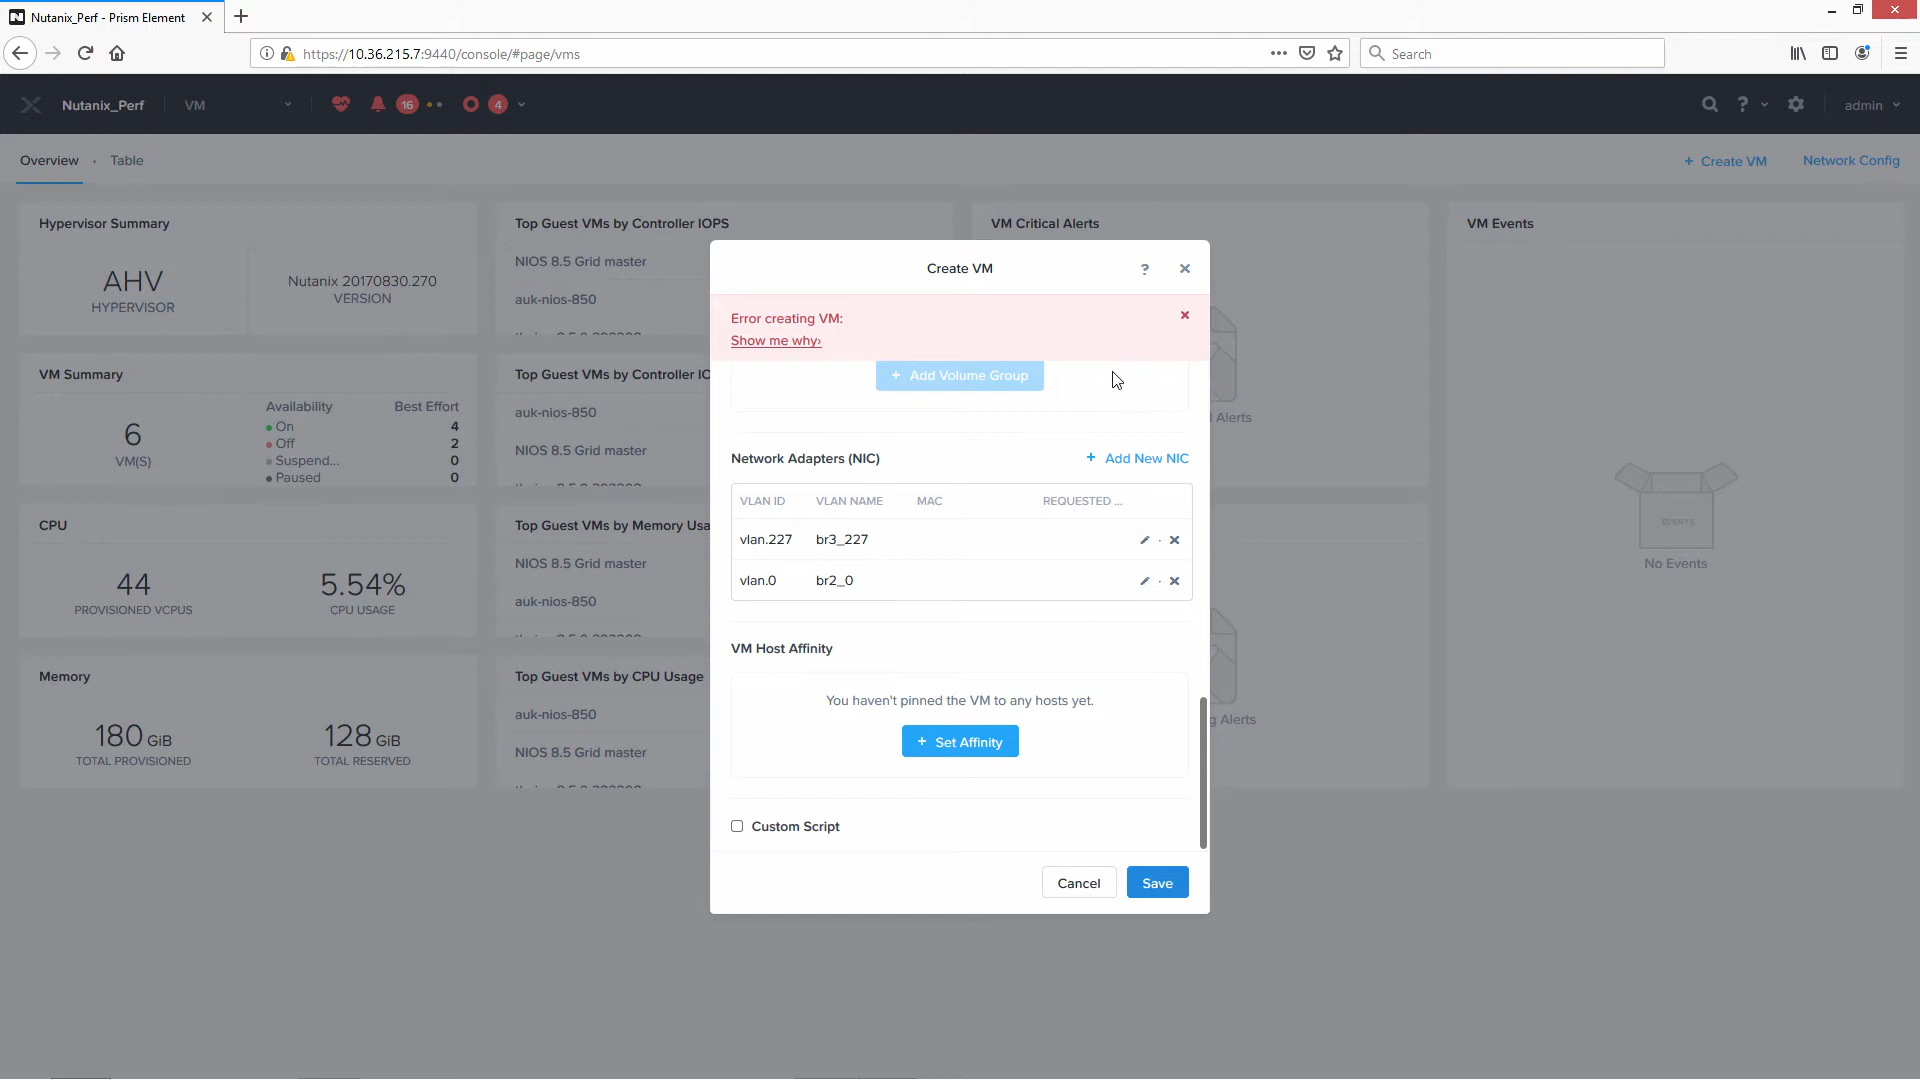 Nutanix_Perf - Prism Element
https://10.36.215.7:9440/console/#page/vms
Search
Nutanix_Perf
VM
16
4
?
admin
Overview
Table
+ Create VM
Network Config
Hypervisor Summary
AHV
HYPERVISOR
Nutanix 20170830.270
VERSION
VM Summary
6
VM(S)
Availability
Best Effort
On 4
Off 2
Suspend... 0
Paused 0
CPU
44
PROVISIONED VCPUS
5.54%
CPU USAGE
Memory
180 GiB
TOTAL PROVISIONED
128 GiB
TOTAL RESERVED
Top Guest VMs by Controller IOPS
NIOS 8.5 Grid master
auk-nios-850
Top Guest VMs by Controller IO
auk-nios-850
NIOS 8.5 Grid master
Top Guest VMs by Memory Usa
NIOS 8.5 Grid master
auk-nios-850
Top Guest VMs by CPU Usage
auk-nios-850
NIOS 8.5 Grid master
VM Critical Alerts
l Alerts
g Alerts
VM Events
EVENTS
No Events
Create VM
?
Error creating VM:
Show me why›
+ Add Volume Group
Network Adapters (NIC)
+ Add New NIC
VLAN ID VLAN NAME MAC REQUESTED ...
vlan.227 br3_227
vlan.0 br2_0
VM Host Affinity
You haven't pinned the VM to any hosts yet.
+ Set Affinity
Custom Script
Cancel
Save